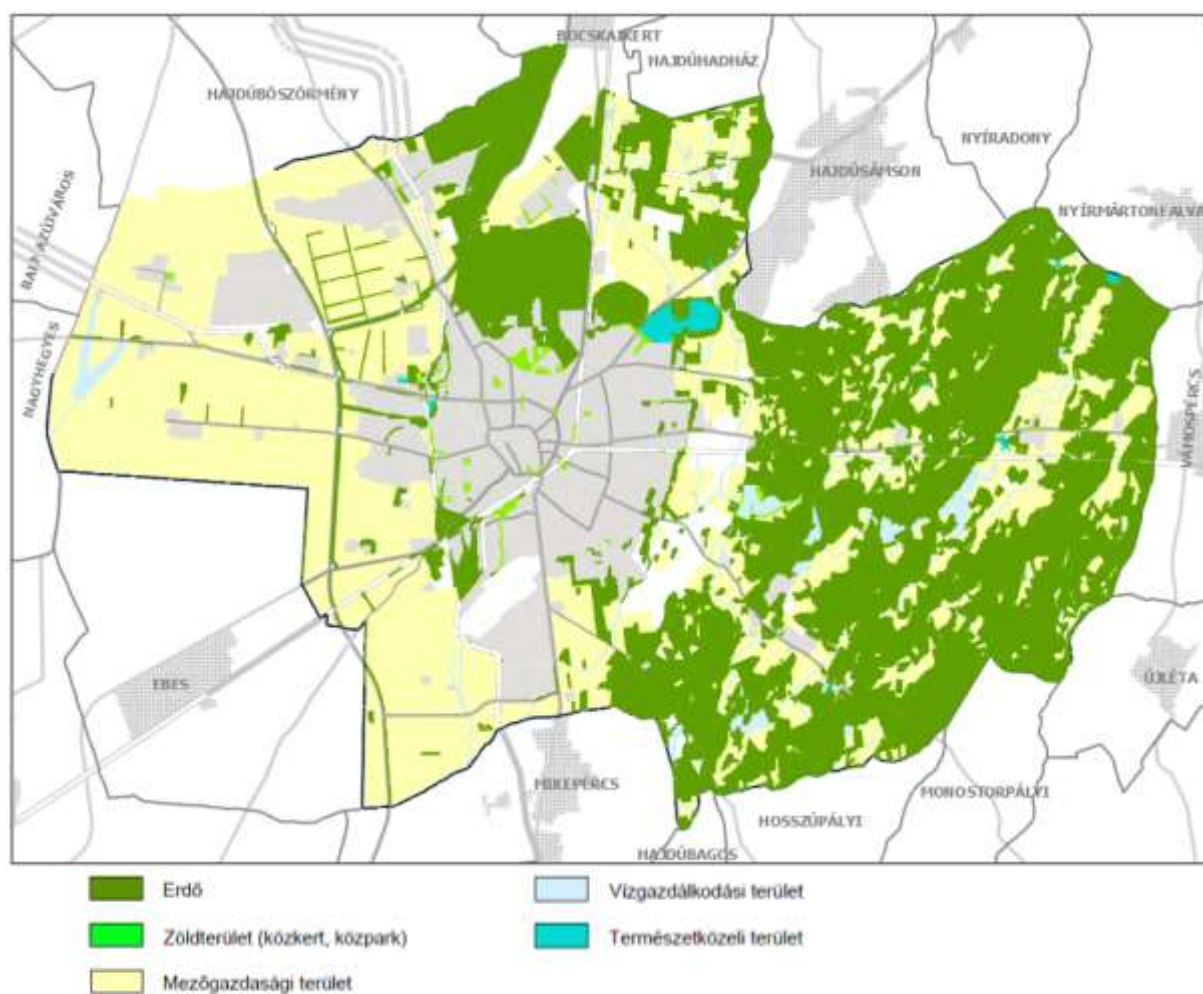 BOCSKAIKERT
HAJDÚHADHÁZ
HAJDÚBÖSZÖRMÉNY
NYÍRADONY
HAJDÚSÁMSON
NYÍRMÁRTONFALVA
BALMAZÚJVÁROS
NAGYHEGYES
VÁMOSPÉRCS
EBES
ÚJLÉTA
MIKEPÉRCS
MONOSTORPÁLYI
HOSSZÚPÁLYI
HAJDÚBAGOS
Erdő
Vízgazdálkodási terület
Zöldterület (közkert, közpark)
Természetközeli terület
Mezőgazdasági terület